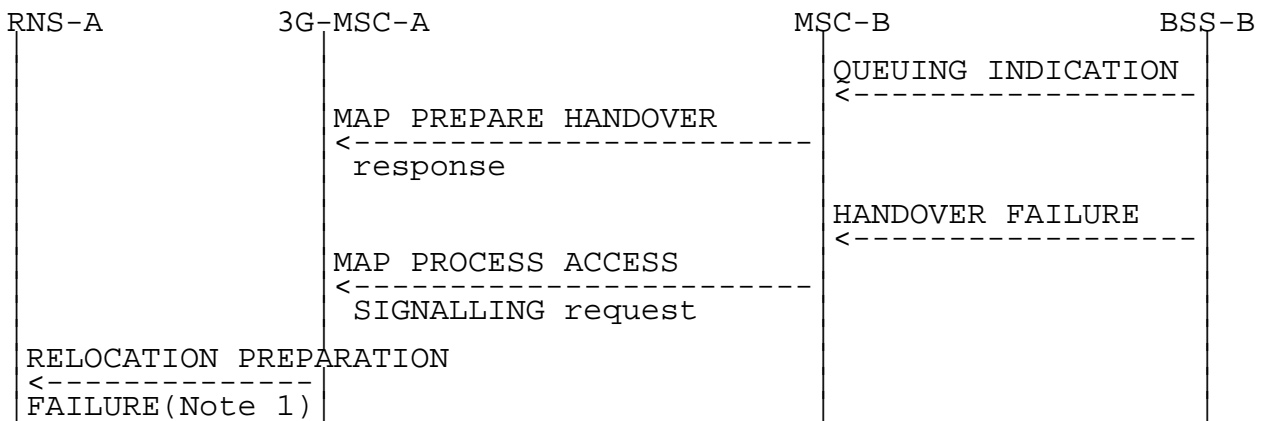 RNS-A 3G-MSC-A MSC-B BSS-B
QUEUING INDICATION
MAP PREPARE HANDOVER
response
HANDOVER FAILURE
MAP PROCESS ACCESS
SIGNALLING request
RELOCATION PREPARATION
FAILURE(Note 1)